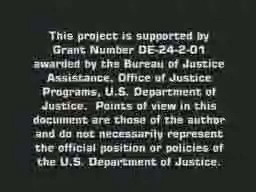 This project is supported by
Grant Number DE-24-2-01
awarded by the Bureau of Justice
Assistance, Office of Justice
Programs, U.S. Department of
Justice. Points of view in this
document are those of the author
and do not necessarily represent
the official position or policies of
the U.S. Department of Justice.